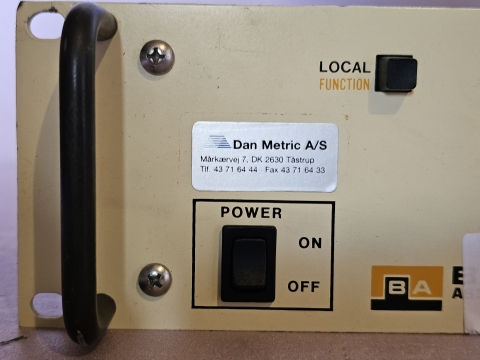 LOCAL
FUNCTION
Dan Metric A/S
Mårkærvej 7, DK 2630 Tåstrup
Tlf. 43 71 64 44 Fax 43 71 64 33
POWER
ON
OFF
BA